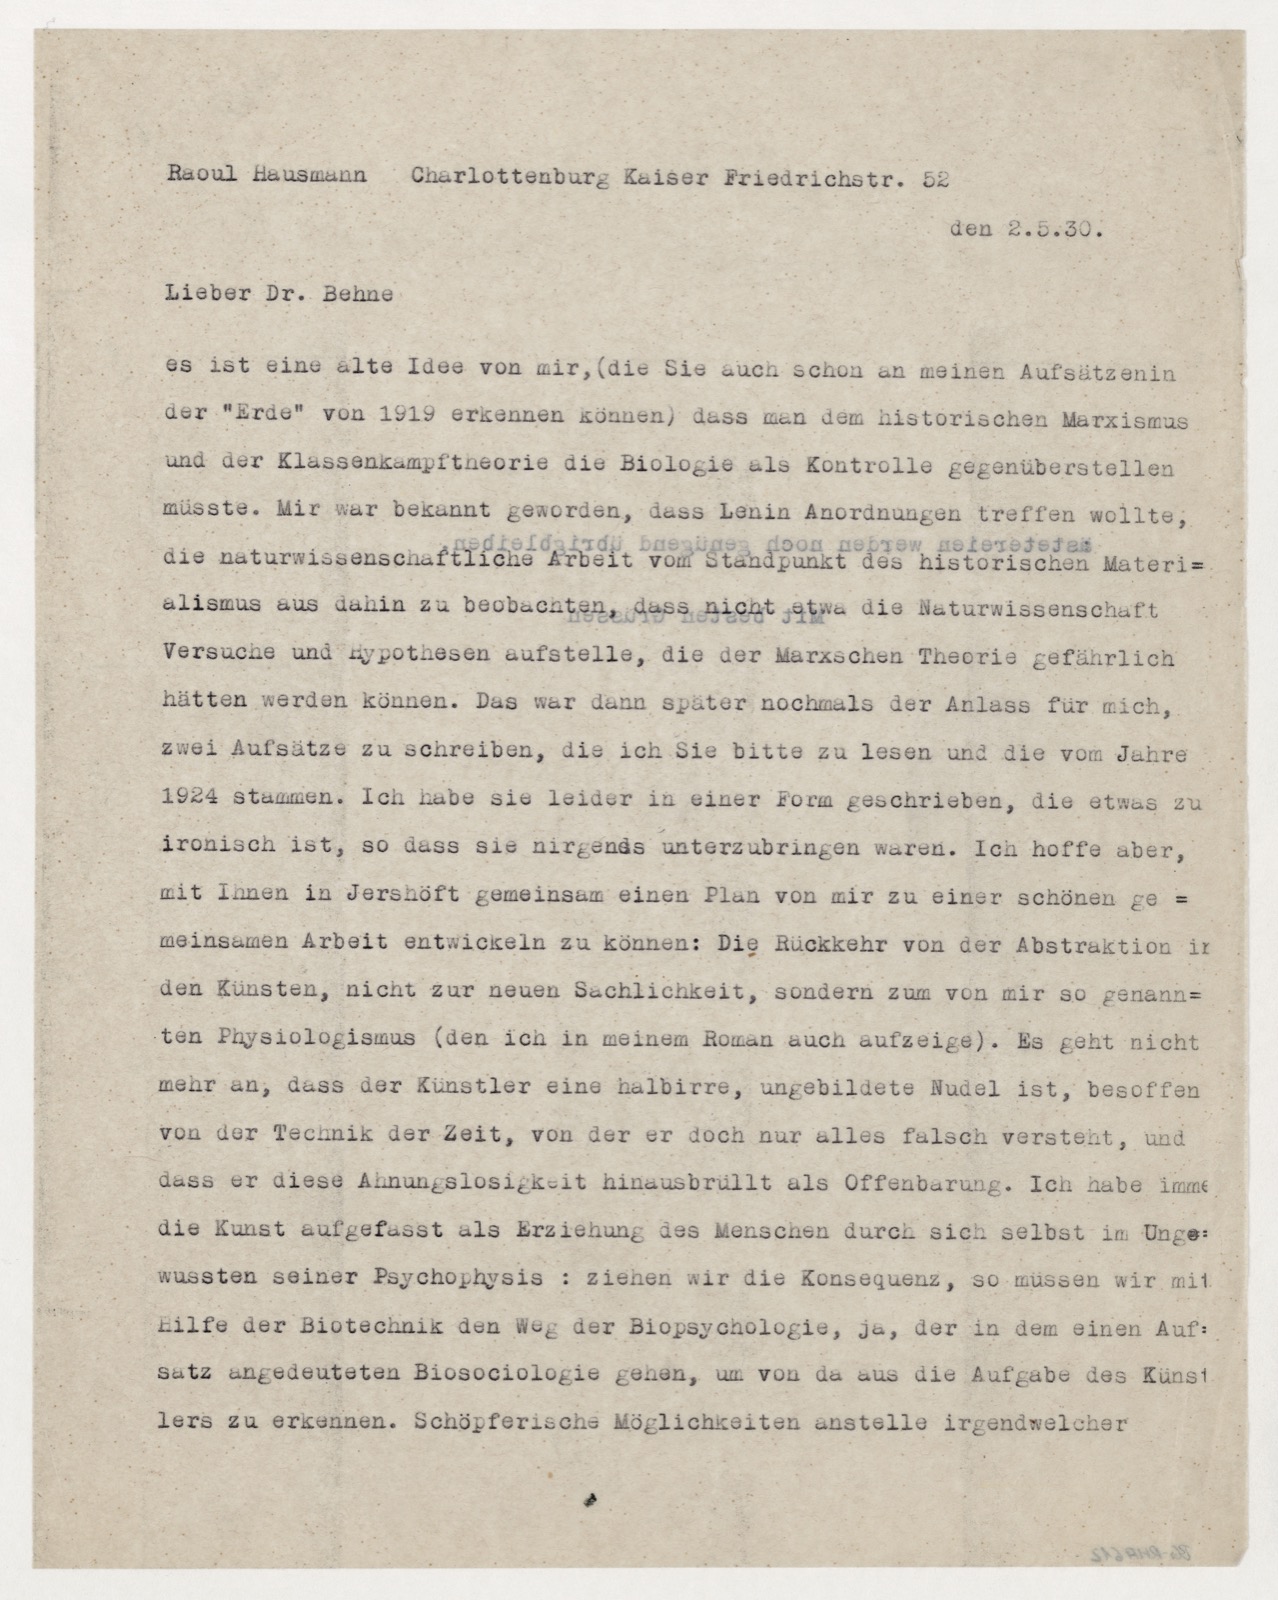 Raoul Hausmann   Charlottenburg Kaiser Friedrichstr. 52
den 2.5.30.
Lieber Dr. Behne
es ist eine alte Idee von mir,(die Sie auch schon an meinen Aufsätzenin
der "Erde" von 1919 erkennen können) dass man dem historischen Marxismus
und der Klassenkampftheorie die Biologie als Kontrolle gegenüberstellen
müsste. Mir war bekannt geworden, dass Lenin Anordnungen treffen wollte,
die naturwissenschaftliche Arbeit vom Standpunkt des historischen Materi=
alismus aus dahin zu beobachten, dass nicht etwa die Naturwissenschaft
Versuche und Hypothesen aufstelle, die der Marxschen Theorie gefährlich
hätten werden können. Das war dann später nochmals der Anlass für mich,
zwei Aufsätze zu schreiben, die ich Sie bitte zu lesen und die vom Jahre
1924 stammen. Ich habe sie leider in einer Form geschrieben, die etwas zu
ironisch ist, so dass sie nirgends unterzubringen waren. Ich hoffe aber,
mit Ihnen in Jershöft gemeinsam einen Plan von mir zu einer schönen ge =
meinsamen Arbeit entwickeln zu können: Die Rückkehr von der Abstraktion in
den Künsten, nicht zur neuen Sachlichkeit, sondern zum von mir so genann=
ten Physiologismus (den ich in meinem Roman auch aufzeige). Es geht nicht
mehr an, dass der Künstler eine halbirre, ungebildete Nudel ist, besoffen
von der Technik der Zeit, von der er doch nur alles falsch versteht, und
dass er diese Ahnungslosigkeit hinausbrüllt als Offenbarung. Ich habe imme
die Kunst aufgefasst als Erziehung des Menschen durch sich selbst im Unge=
wussten seiner Psychophysis : ziehen wir die Konsequenz, so müssen wir mit
Hilfe der Biotechnik den Weg der Biopsychologie, ja, der in dem einen Auf=
satz angedeuteten Biosociologie gehen, um von da aus die Aufgabe des Künst
lers zu erkennen. Schöpferische Möglichkeiten anstelle irgendwelcher